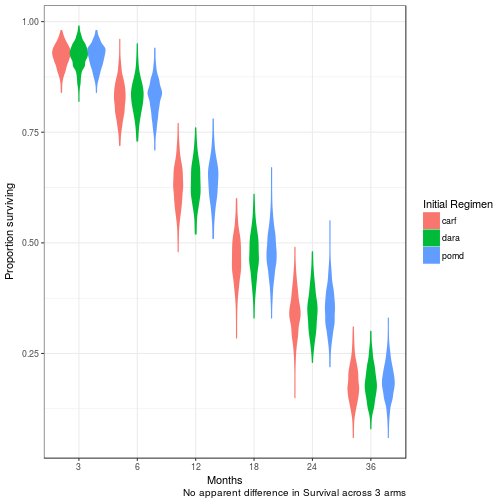 1.00
0.75
0.50
0.25
Proportion surviving
3 6 12 18 24 36
Months
No apparent difference in Survival across 3 arms
Initial Regimen
carf
dara
pomd